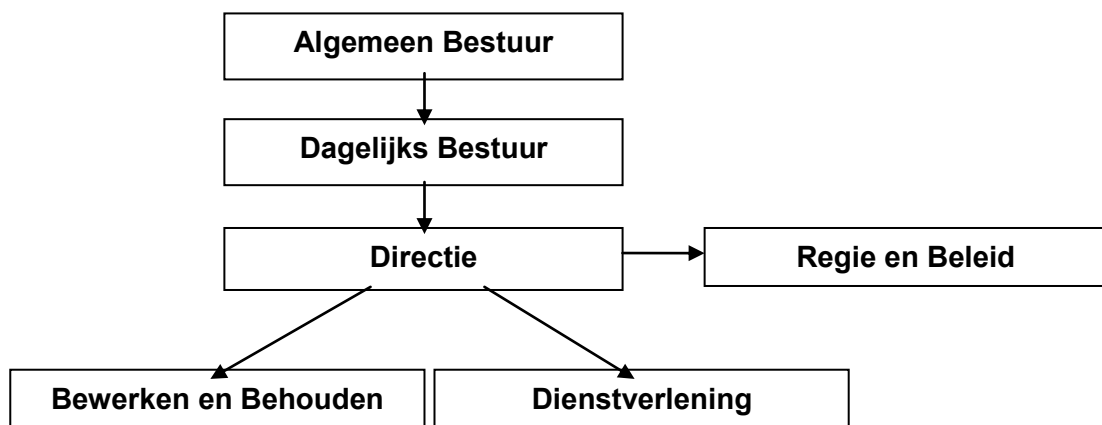 Algemeen Bestuur
Dagelijks Bestuur
Directie
Regie en Beleid
Bewerken en Behouden
Dienstverlening